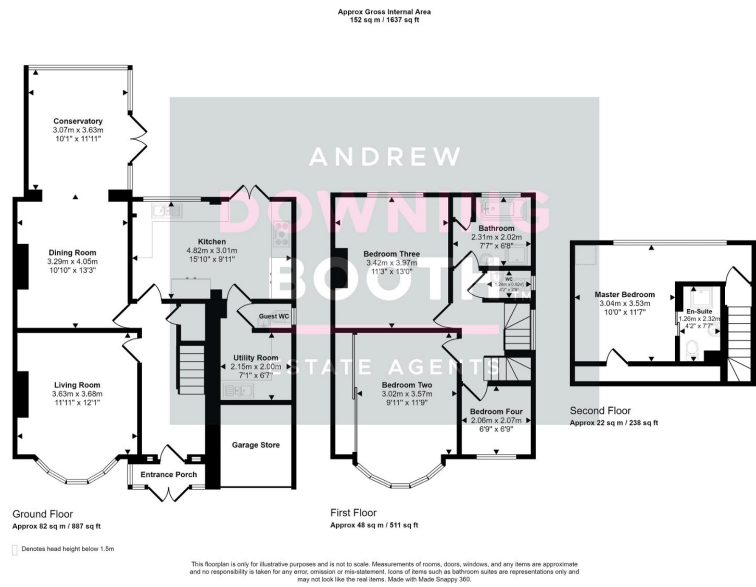 Approx Gross Internal Area
152 sq m / 1637 sq ft
Conservatory
3.07m x 3.63m
10'1" x 11'11"
ANDREW
DOWNING
BOOTH
ESTATE AGENTS
Dining Room
3.29m x 4.05m
10'10" x 13'3"
Kitchen
4.82m x 3.01m
15'10" x 9'11"
Guest WC
Utility Room
2.15m x 2.00m
7'1" x 6'7"
Living Room
3.63m x 3.68m
11'11" x 12'1"
Garage Store
Entrance Porch
Ground Floor
Approx 82 sq m / 887 sq ft
Denotes head height below 1.5m
Bathroom
2.31m x 2.02m
7'7" x 6'8"
Bedroom Three
3.42m x 3.97m
11'3" x 13'0"
WC
Bedroom Two
3.02m x 3.57m
9'11" x 11'9"
Bedroom Four
2.06m x 2.07m
6'9" x 6'9"
First Floor
Approx 48 sq m / 511 sq ft
Master Bedroom
3.04m x 3.53m
10'0" x 11'7"
En-Suite
1.26m x 2.32m
4'2" x 7'7"
Second Floor
Approx 22 sq m / 238 sq ft
This floorplan is only for illustrative purposes and is not to scale. Measurements of rooms, doors, windows, and any items are approximate
and no responsibility is taken for any error, omission or mis-statement. Icons of items such as bathroom suites are representations only and
may not look like the real items. Made with Made Snappy 360.